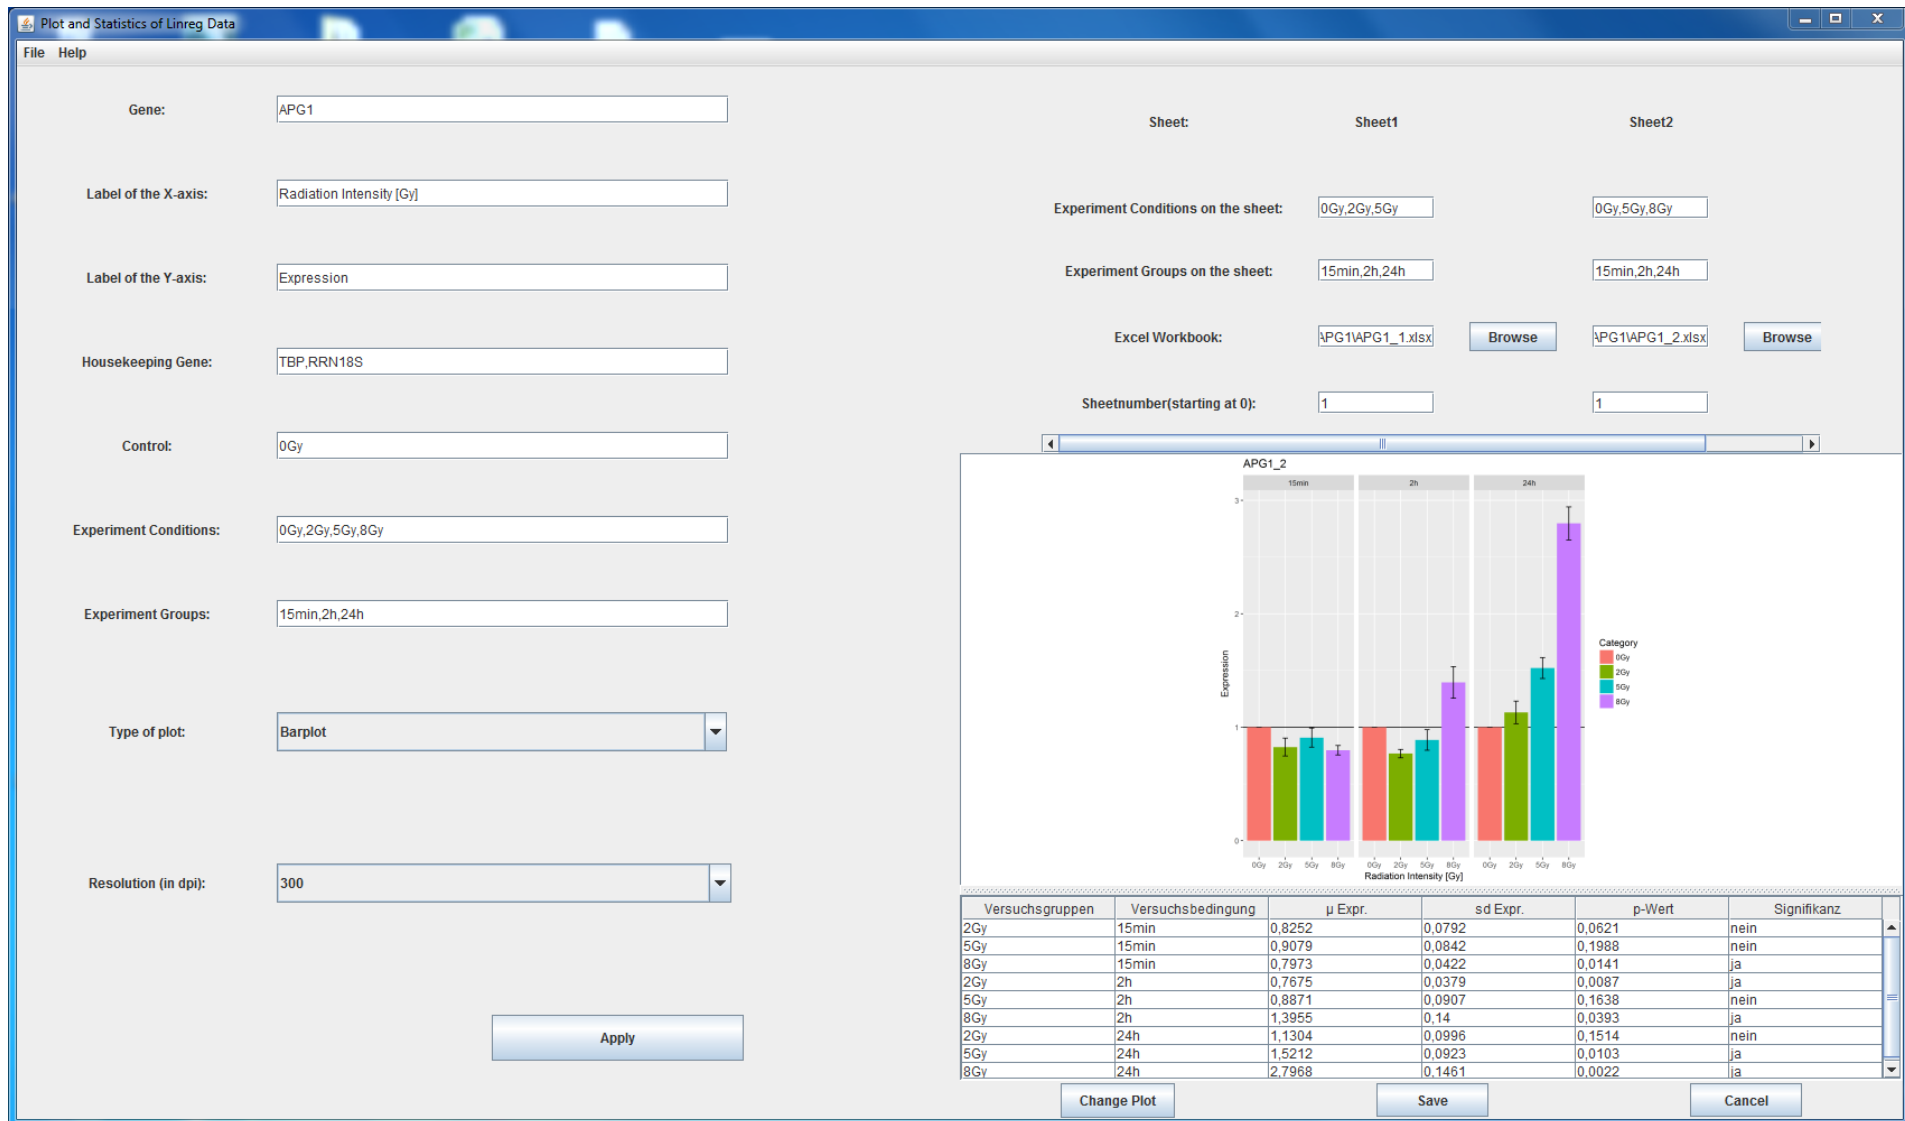 Plot and Statistics of Linreg Data
File Help
Gene: APG1
Label of the X-axis: Radiation Intensity [Gy]
Label of the Y-axis: Expression
Housekeeping Gene: TBP,RRN18S
Control: 0Gy
Experiment Conditions: 0Gy,2Gy,5Gy,8Gy
Experiment Groups: 15min,2h,24h
Type of plot: Barplot
Resolution (in dpi): 300
Apply
Sheet: Sheet1 Sheet2
Experiment Conditions on the sheet: 0Gy,2Gy,5Gy 0Gy,5Gy,8Gy
Experiment Groups on the sheet: 15min,2h,24h 15min,2h,24h
Excel Workbook: APG1\APG1_1.xlsx Browse APG1\APG1_2.xlsx Browse
Sheetnumber(starting at 0): 1 1
APG1_2
15min 2h 24h
3
2
1
0
Expression
0Gy 2Gy 5Gy 8Gy 0Gy 2Gy 5Gy 8Gy 0Gy 2Gy 5Gy 8Gy
Radiation Intensity [Gy]
Category
0Gy
2Gy
5Gy
8Gy
Versuchsgruppen Versuchsbedingung µ Expr. sd Expr. p-Wert Signifikanz
2Gy 15min 0,8252 0,0792 0,0621 nein
5Gy 15min 0,9079 0,0842 0,1988 nein
8Gy 15min 0,7973 0,0422 0,0141 ja
2Gy 2h 0,7675 0,0379 0,0087 ja
5Gy 2h 0,8871 0,0907 0,1638 nein
8Gy 2h 1,3955 0,14 0,0393 ja
2Gy 24h 1,1304 0,0996 0,1514 nein
5Gy 24h 1,5212 0,0923 0,0103 ja
8Gy 24h 2,7968 0,1461 0,0022 ja
Change Plot Save Cancel